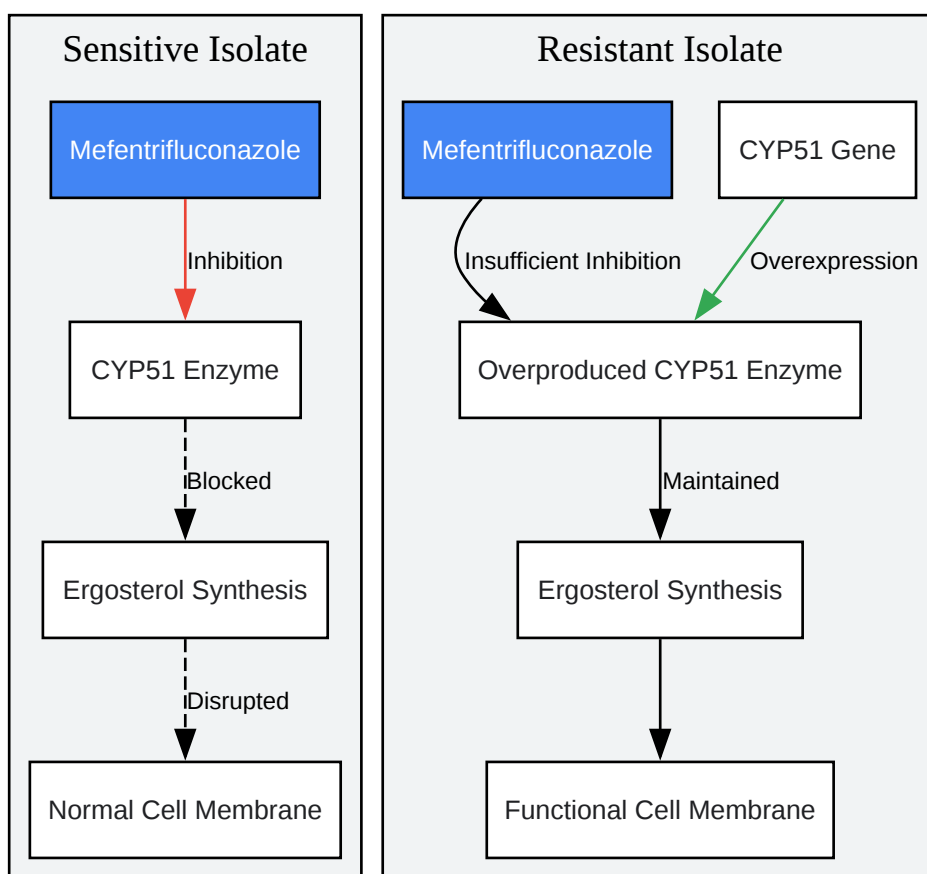 Sensitive Isolate
Mefentrifluconazole
Inhibition
CYP51 Enzyme
Blocked
Ergosterol Synthesis
Disrupted
Normal Cell Membrane
Resistant Isolate
Mefentrifluconazole
CYP51 Gene
Insufficient Inhibition
Overexpression
Overproduced CYP51 Enzyme
Maintained
Ergosterol Synthesis
Functional Cell Membrane